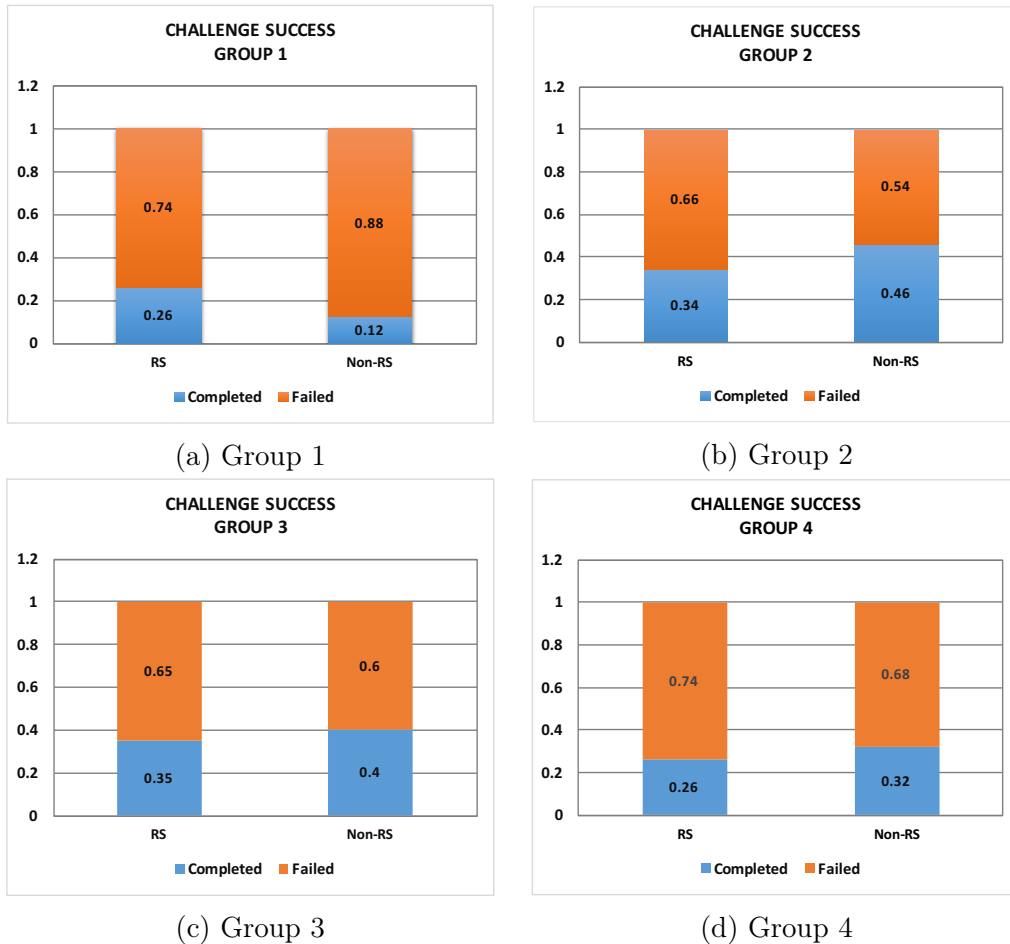 CHALLENGE SUCCESS
GROUP 1
1.2
1
0.8
0.6
0.4
0.2
0
0.74
0.88
0.26
0.12
RS
Non-RS
Completed
Failed
(a) Group 1
CHALLENGE SUCCESS
GROUP 2
1.2
1
0.8
0.6
0.4
0.2
0
0.66
0.54
0.34
0.46
RS
Non-RS
Completed
Failed
(b) Group 2
CHALLENGE SUCCESS
GROUP 3
1.2
1
0.8
0.6
0.4
0.2
0
0.65
0.6
0.35
0.4
RS
Non-RS
Completed
Failed
(c) Group 3
CHALLENGE SUCCESS
GROUP 4
1.2
1
0.8
0.6
0.4
0.2
0
0.74
0.68
0.26
0.32
RS
Non-RS
Completed
Failed
(d) Group 4